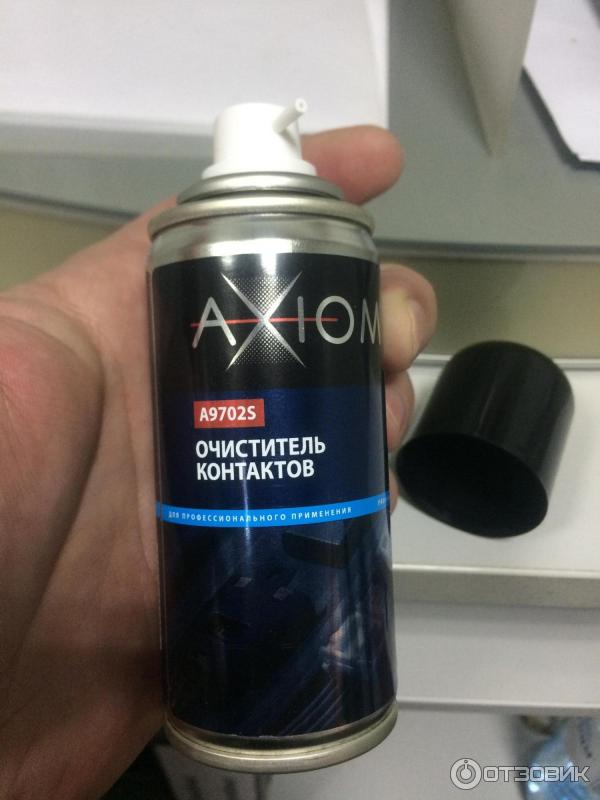 AXIOM
A9702S
ОЧИСТИТЕЛЬ
КОНТАКТОВ
ДЛЯ ПРОФЕССИОНАЛЬНОГО ПРИМЕНЕНИЯ
ОТЗОВИК